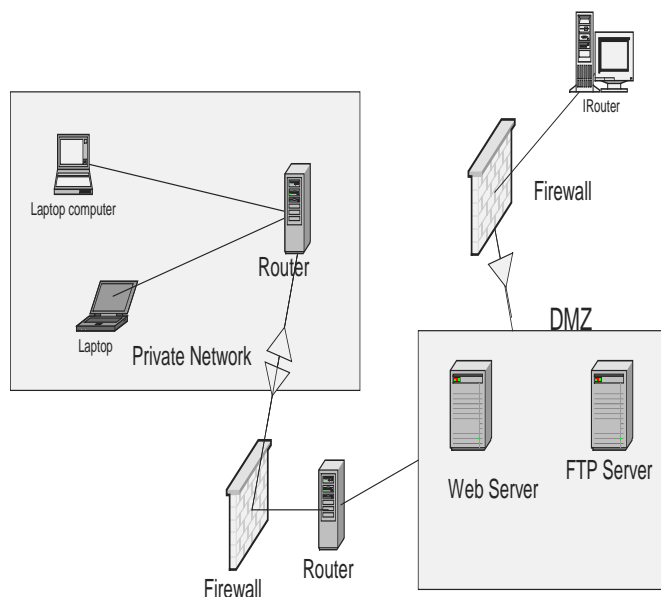 IRouter
Firewall
Laptop computer
Router
Laptop
Private Network
DMZ
Web Server
FTP Server
Router
Firewall